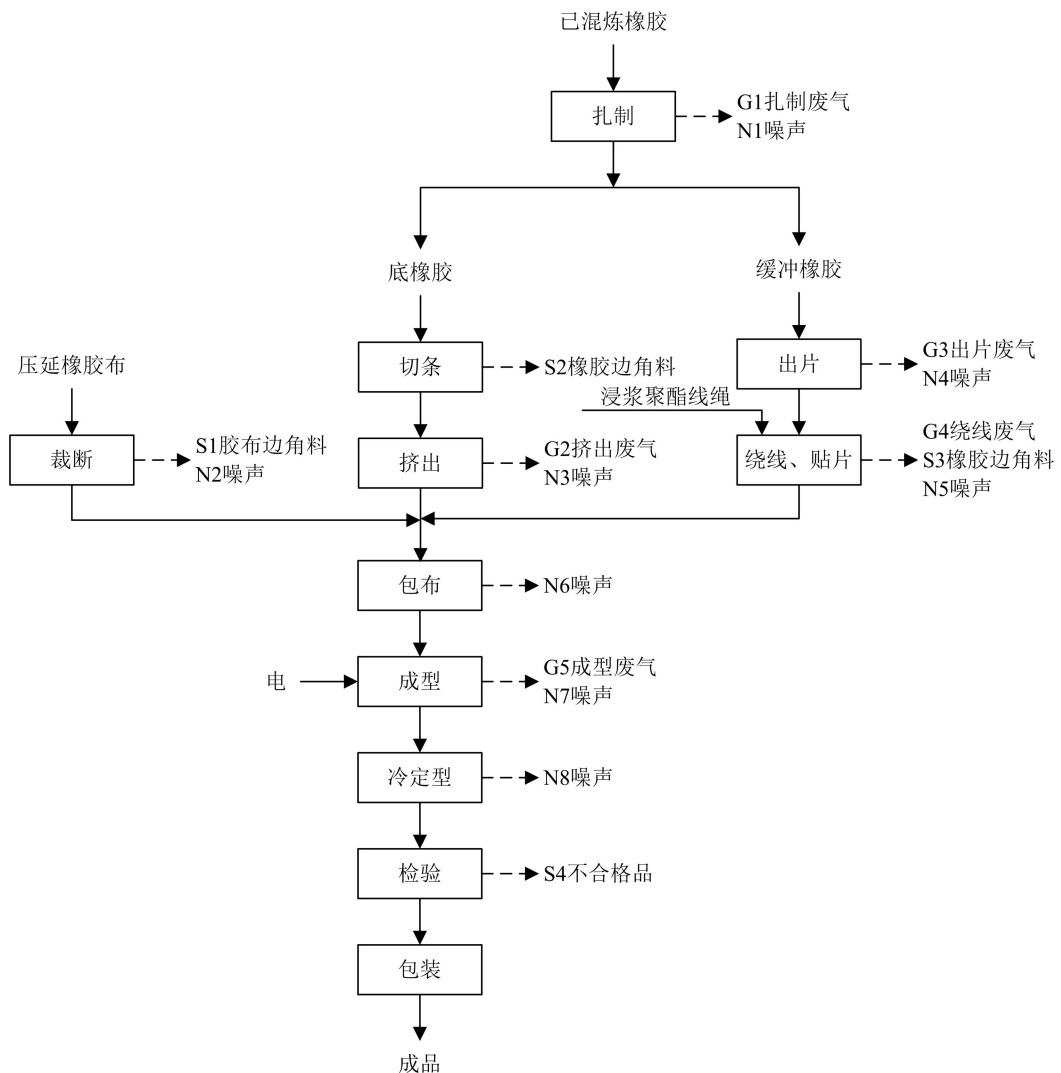 已混炼橡胶
扎制
G1扎制废气
N1噪声
底橡胶
缓冲橡胶
压延橡胶布
切条
S2橡胶边角料
出片
G3出片废气
N4噪声
浸浆聚酯线绳
裁断
S1胶布边角料
N2噪声
挤出
G2挤出废气
N3噪声
绕线、贴片
G4绕线废气
S3橡胶边角料
N5噪声
包布
N6噪声
电
成型
G5成型废气
N7噪声
冷定型
N8噪声
检验
S4不合格品
包装
成品